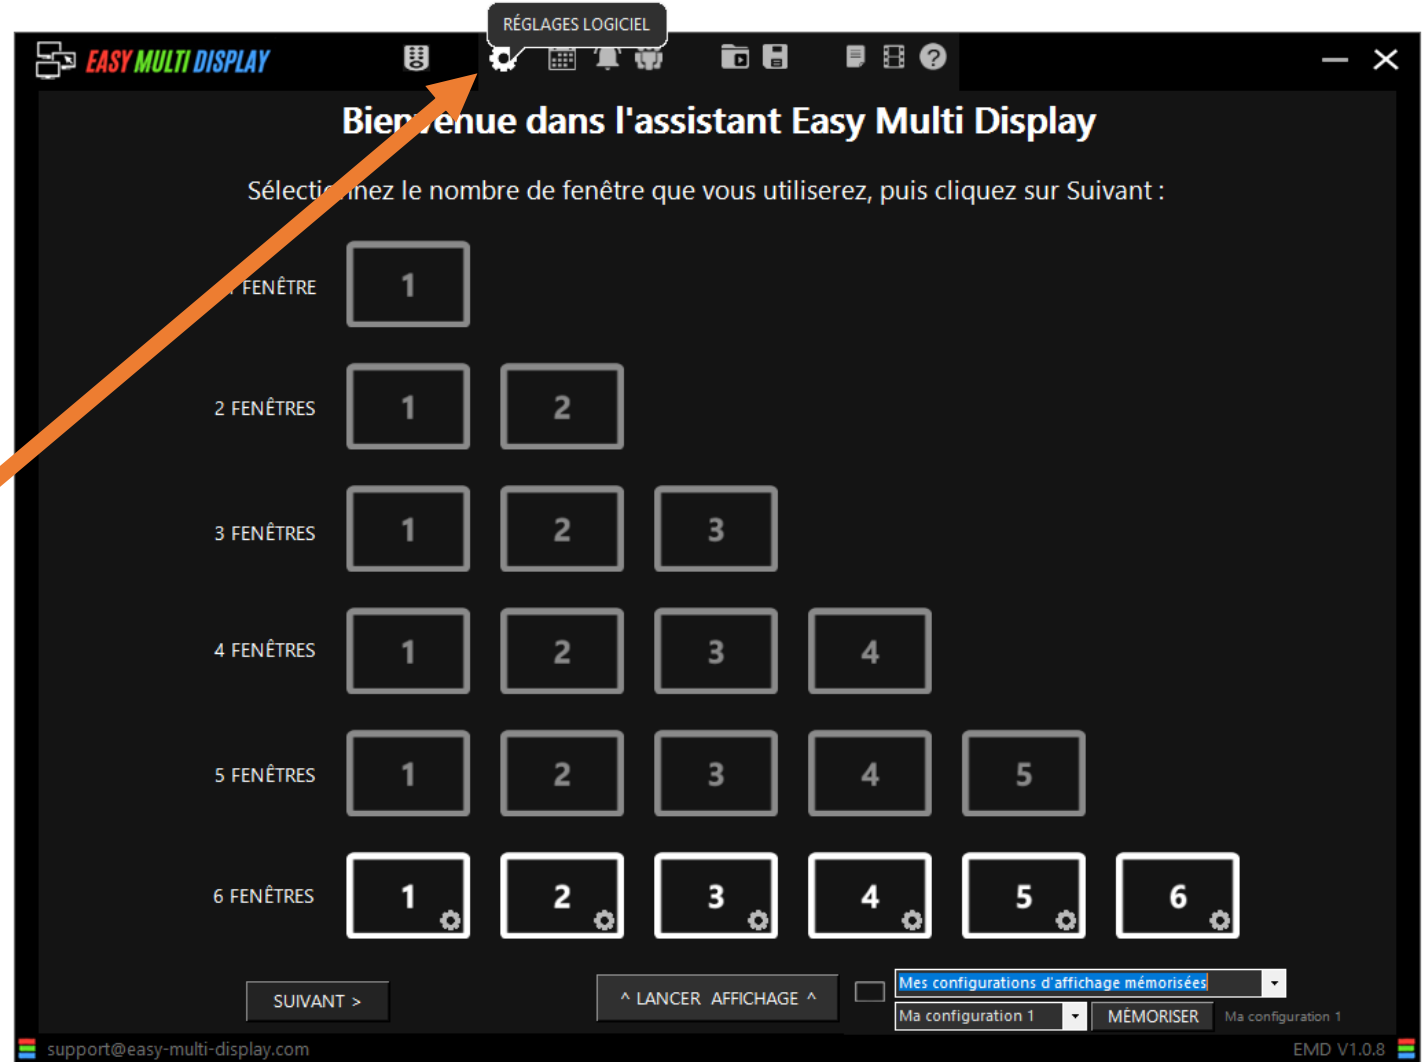 RÉGLAGES LOGICIEL
EASY MULTI DISPLAY
Bienvenue dans l'assistant Easy Multi Display
Sélectionnez le nombre de fenêtre que vous utiliserez, puis cliquez sur Suivant :
FENÊTRE 1
2 FENÊTRES 1 2
3 FENÊTRES 1 2 3
4 FENÊTRES 1 2 3 4
5 FENÊTRES 1 2 3 4 5
6 FENÊTRES 1 2 3 4 5 6
SUIVANT >
^ LANCER AFFICHAGE ^
Mes configurations d'affichage mémorisées
Ma configuration 1 MÉMORISER Ma configuration 1
support@easy-multi-display.com EMD V1.0.8